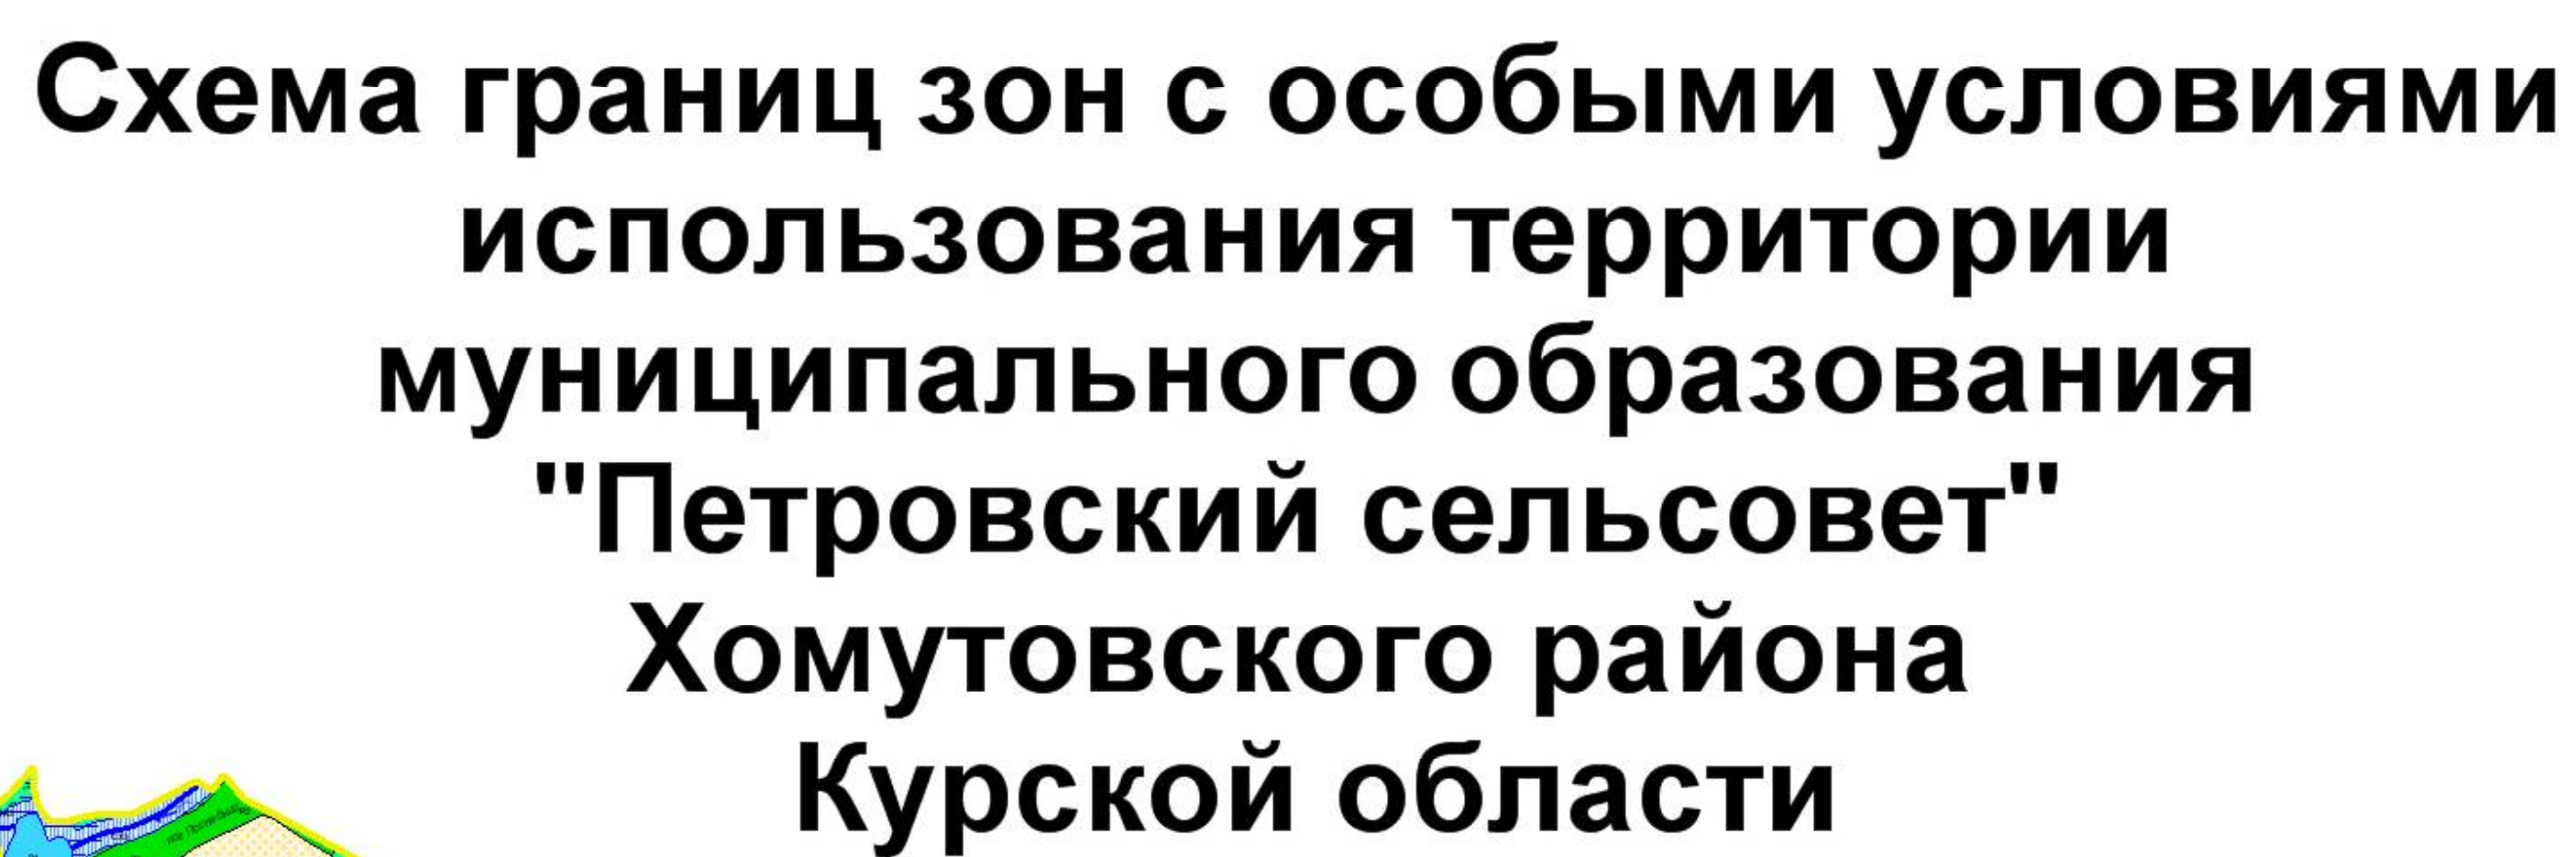 Схема границ зон с особыми условиями
использования территории
муниципального образования
"Петровский сельсовет"
Хомутовского района
Курской области